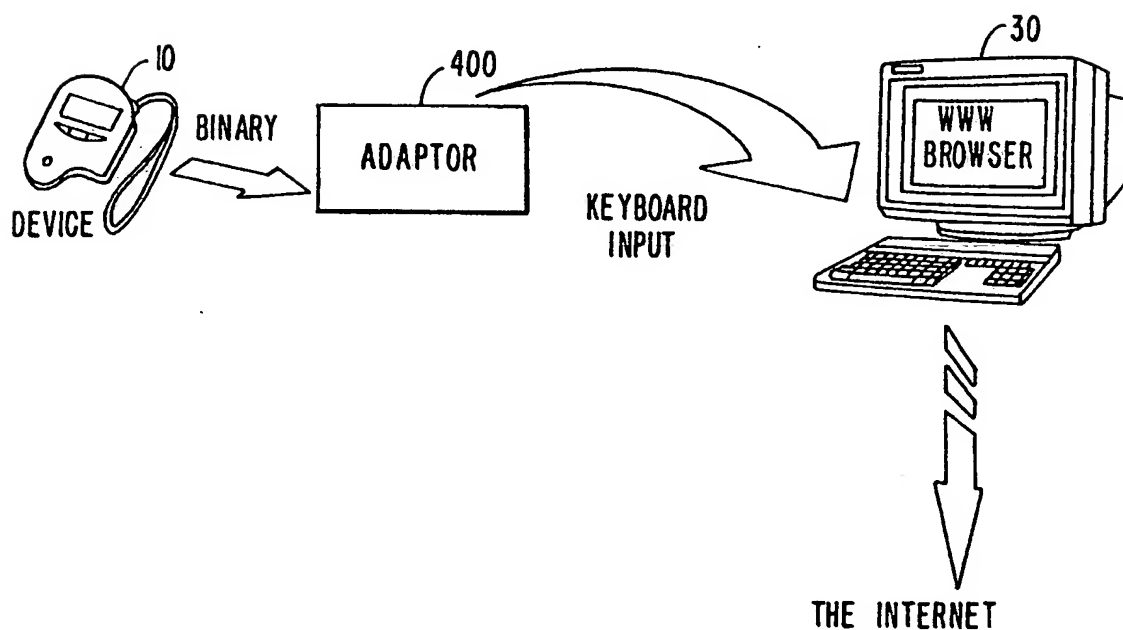 10
400
30
BINARY
ADAPTOR
WWW
BROWSER
DEVICE
KEYBOARD
INPUT
THE INTERNET